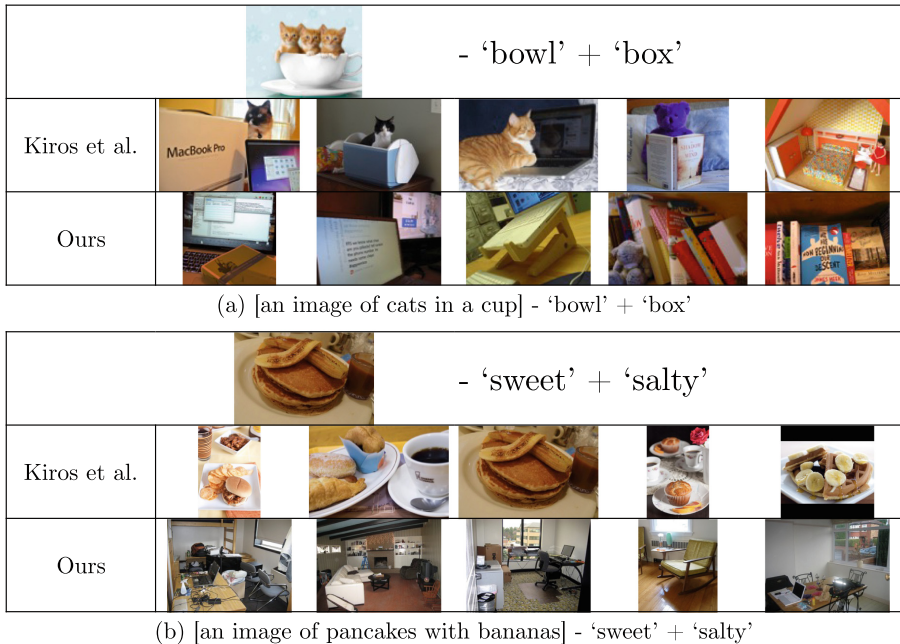 - ‘bowl’ + ‘box’
Kiros et al.
MacBook Pro
Ours
(a) [an image of cats in a cup] - ‘bowl’ + ‘box’
- ‘sweet’ + ‘salty’
Kiros et al.
Ours
(b) [an image of pancakes with bananas] - ‘sweet’ + ‘salty’